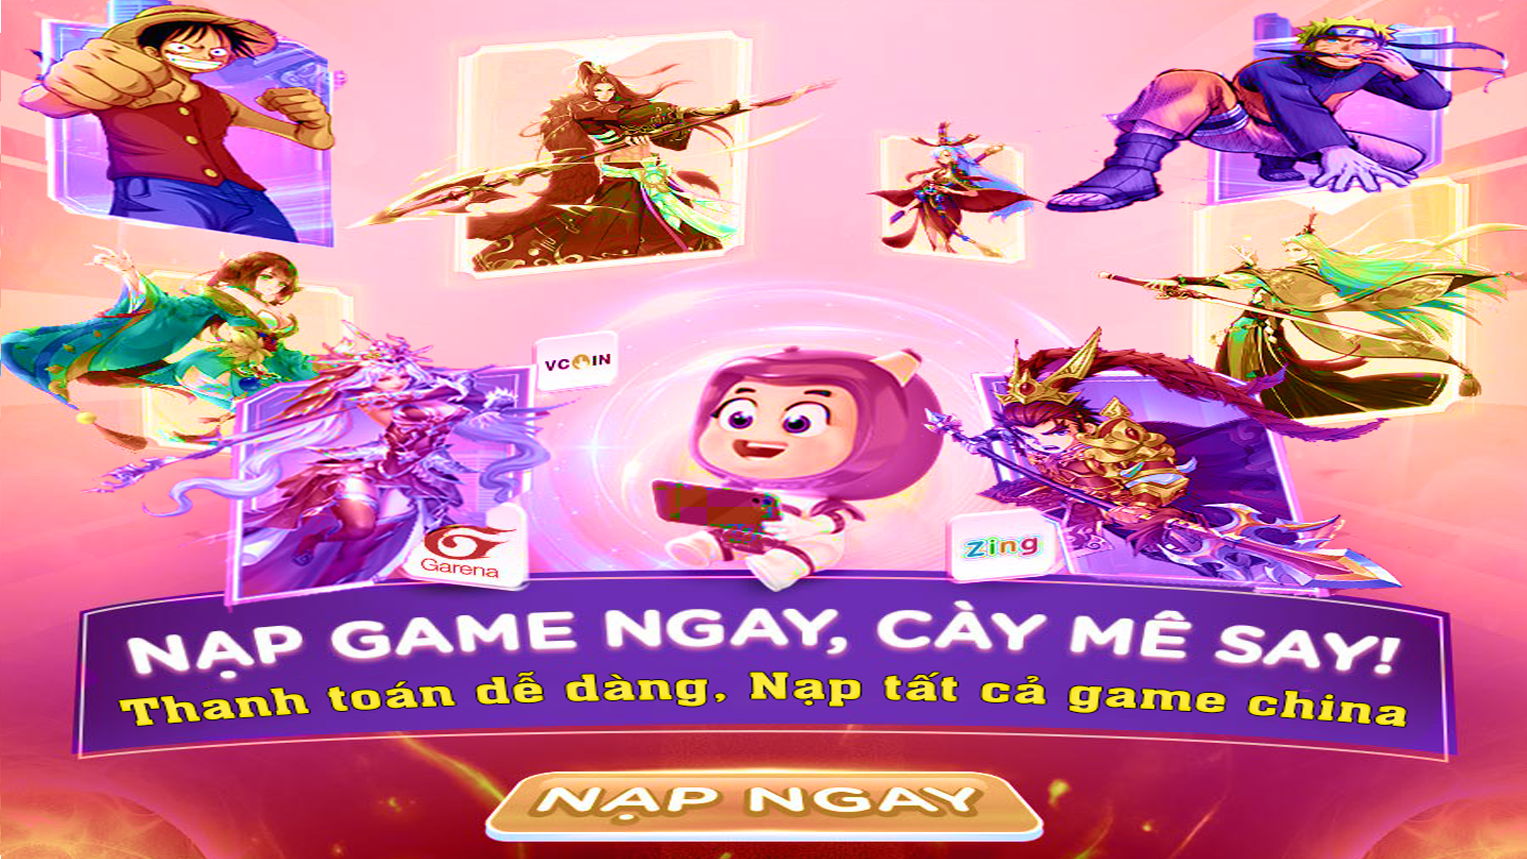 VCOIN
Garena
Zing
NẠP GAME NGAY, CÀY MÊ SAY!
Thanh toán dễ dàng, Nạp tất cả game china
NẠP NGAY